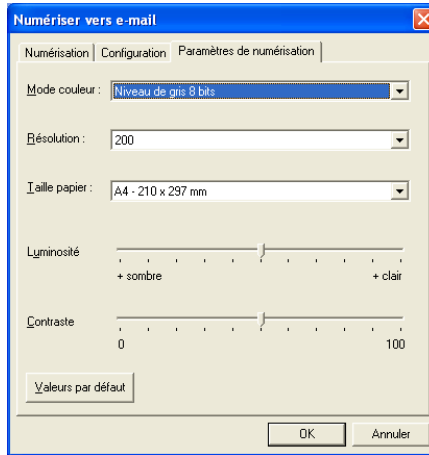 Numériser vers e-mail
Numérisation Configuration Paramètres de numérisation
Mode couleur : Niveau de gris 8 bits
Résolution : 200
Taille papier : A4 - 210 x 297 mm
Luminosité
+ sombre + clair
Contraste
0 100
Valeurs par défaut
OK Annuler